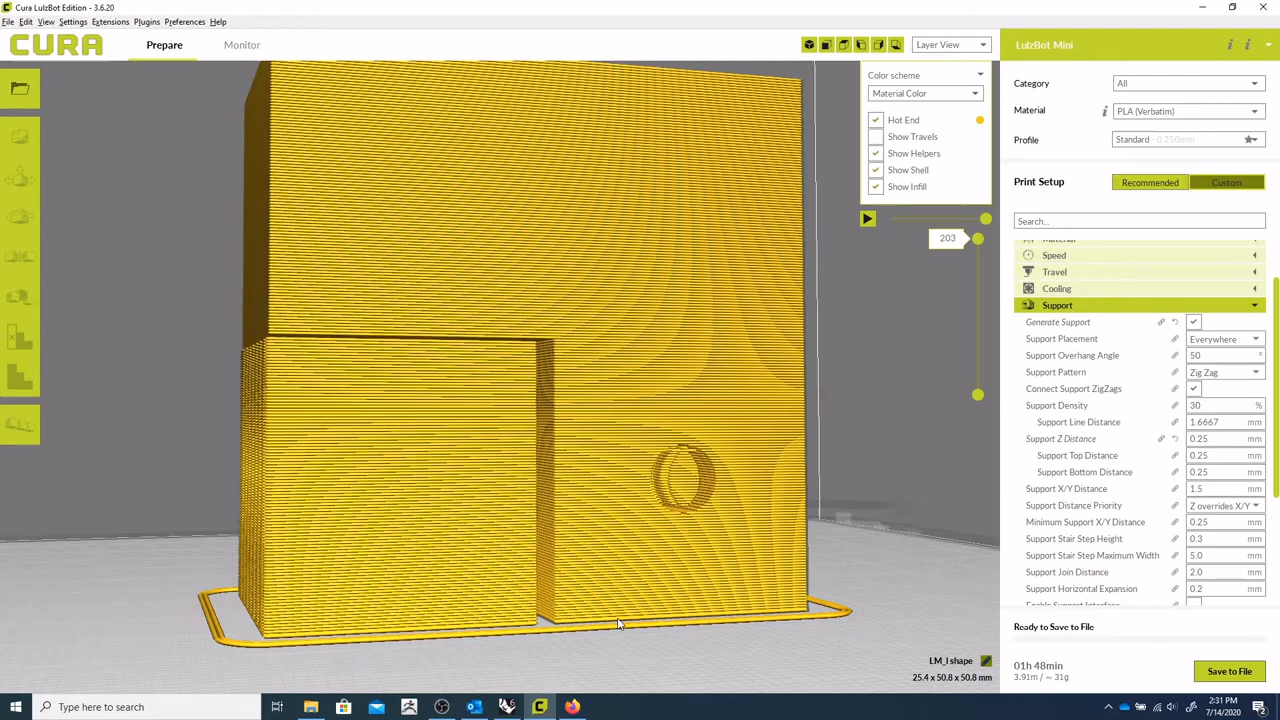 Cura LulzBot Edition - 3.6.20
File Edit View Settings Extensions Plugins Preferences Help
CURA Prepare Monitor Layer View LulzBot Mini
Color scheme
Material Color
Hot End
Show Travels
Show Helpers
Show Shell
Show Infill
203
Category All
Material PLA (Verbatim)
Profile Standard - 0.250mm
Print Setup Recommended Custom
Search...
Material
Speed
Travel
Cooling
Support
Generate Support
Support Placement Everywhere
Support Overhang Angle 50 °
Support Pattern Zig Zag
Connect Support ZigZags
Support Density 30 %
Support Line Distance 1.6667 mm
Support Z Distance 0.25 mm
Support Top Distance 0.25 mm
Support Bottom Distance 0.25 mm
Support X/Y Distance 1.5 mm
Support Distance Priority Z overrides X/Y
Minimum Support X/Y Distance 0.25 mm
Support Stair Step Height 0.3 mm
Support Stair Step Maximum Width 5.0 mm
Support Join Distance 2.0 mm
Support Horizontal Expansion 0.2 mm
Enable Support Interface
Ready to Save to File
LM_l shape
25.4 x 50.8 x 50.8 mm
01h 48min
3.91m / ~ 31g
Save to File
Type here to search
2:31 PM
7/14/2020
2